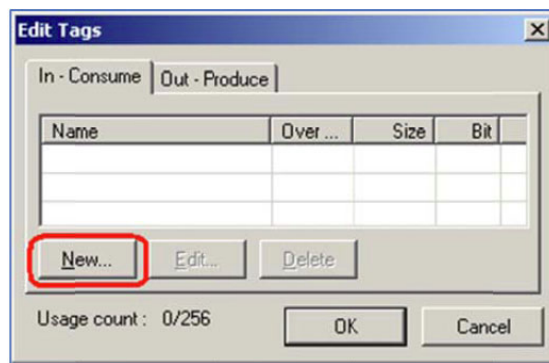 Edit Tags
In - Consume Out - Produce
Name Over ... Size Bit
New... Edit... Delete
Usage count : 0/256 OK Cancel